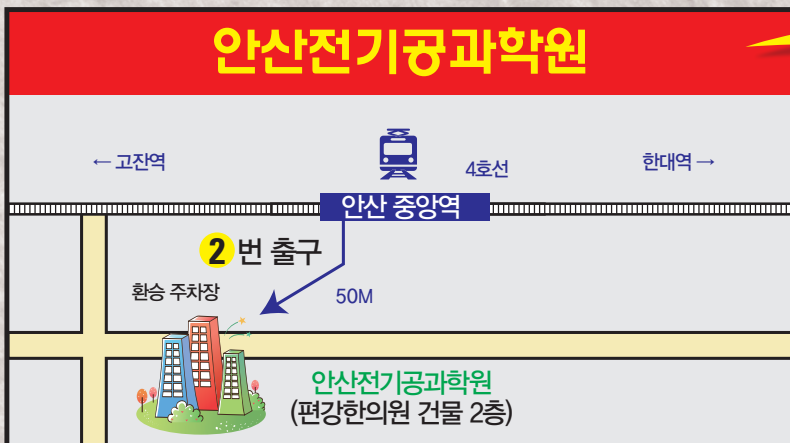 안산전기공과학원
← 고잔역
4호선
한대역 →
안산 중앙역
2번 출구
환승 주차장
50M
안산전기공과학원
(편강한의원 건물 2층)